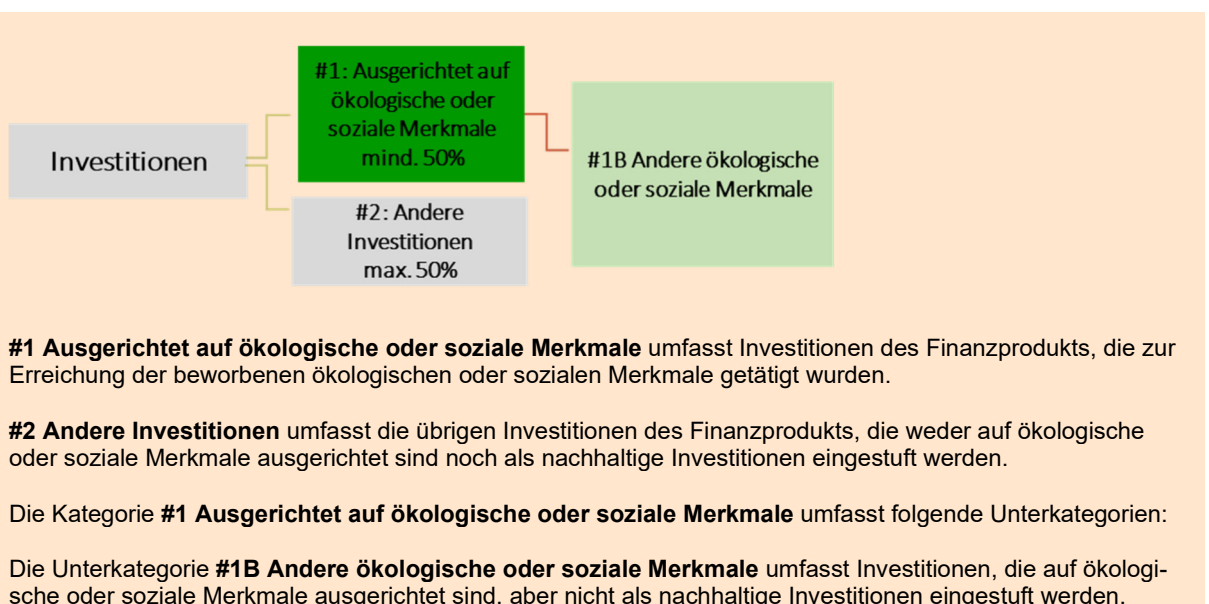 #1: Ausgerichtet auf
ökologische oder
soziale Merkmale
mind. 50%
Investitionen
#1B Andere ökologische
oder soziale Merkmale
#2: Andere
Investitionen
max. 50%
#1 Ausgerichtet auf ökologische oder soziale Merkmale umfasst Investitionen des Finanzprodukts, die zur
Erreichung der beworbenen ökologischen oder sozialen Merkmale getätigt wurden.
#2 Andere Investitionen umfasst die übrigen Investitionen des Finanzprodukts, die weder auf ökologische
oder soziale Merkmale ausgerichtet sind noch als nachhaltige Investitionen eingestuft werden.
Die Kategorie #1 Ausgerichtet auf ökologische oder soziale Merkmale umfasst folgende Unterkategorien:
Die Unterkategorie #1B Andere ökologische oder soziale Merkmale umfasst Investitionen, die auf ökologi-
sche oder soziale Merkmale ausgerichtet sind, aber nicht als nachhaltige Investitionen eingestuft werden.